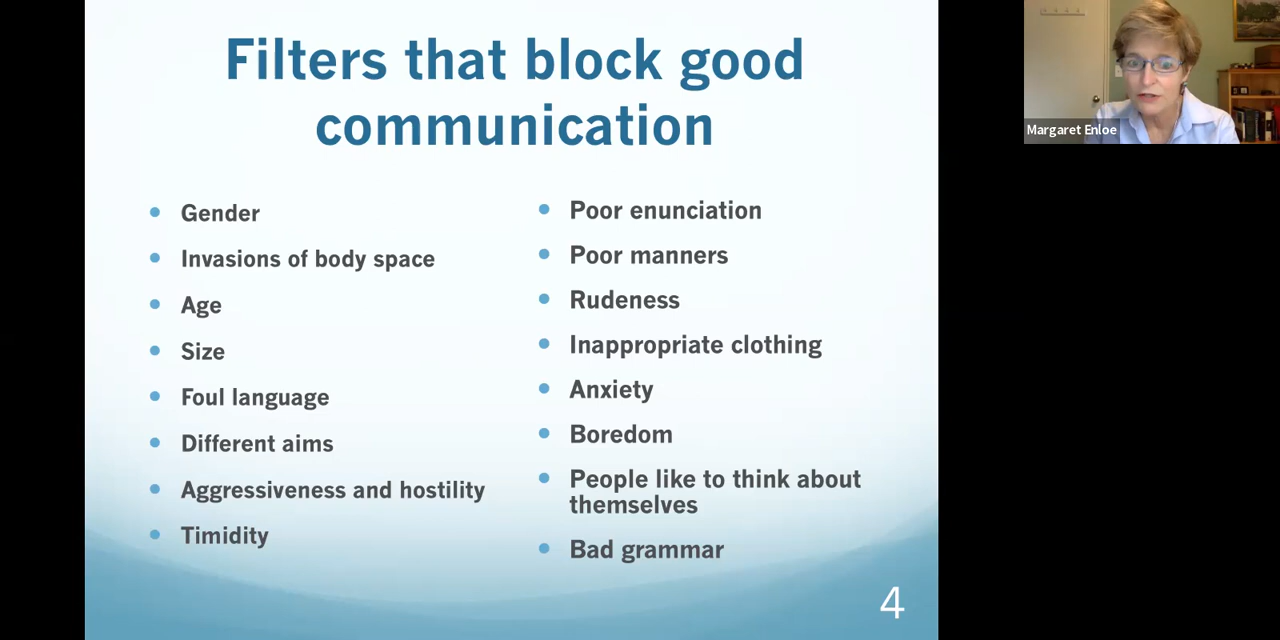 Filters that block good
communication
Gender
Invasions of body space
Age
Size
Foul language
Different aims
Aggressiveness and hostility
Timidity
Poor enunciation
Poor manners
Rudeness
Inappropriate clothing
Anxiety
Boredom
People like to think about
themselves
Bad grammar
4
Margaret Enloe